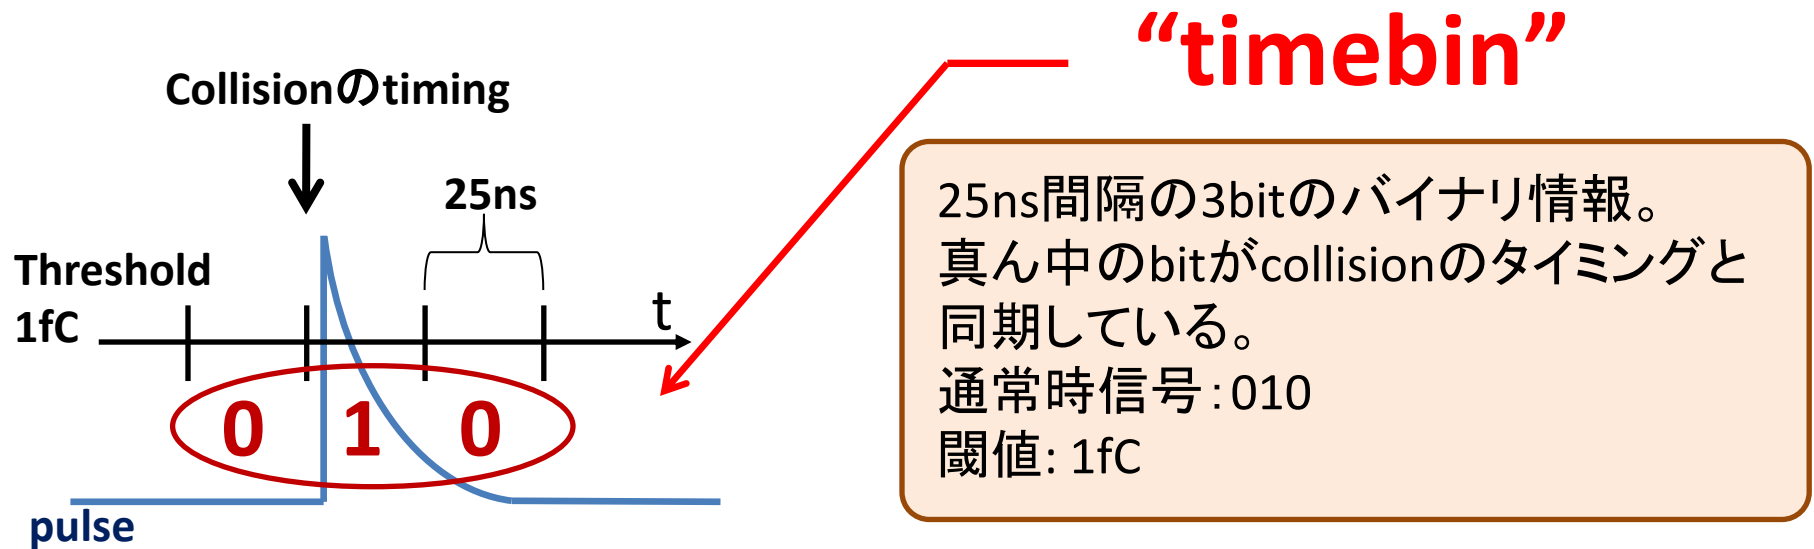 “timebin”
Collisionのtiming
25ns
Threshold
1fC
t
0 1 0
pulse
25ns間隔の3bitのバイナリ情報。
真ん中のbitがcollisionのタイミングと
同期している。
通常時信号：010
閾値: 1fC